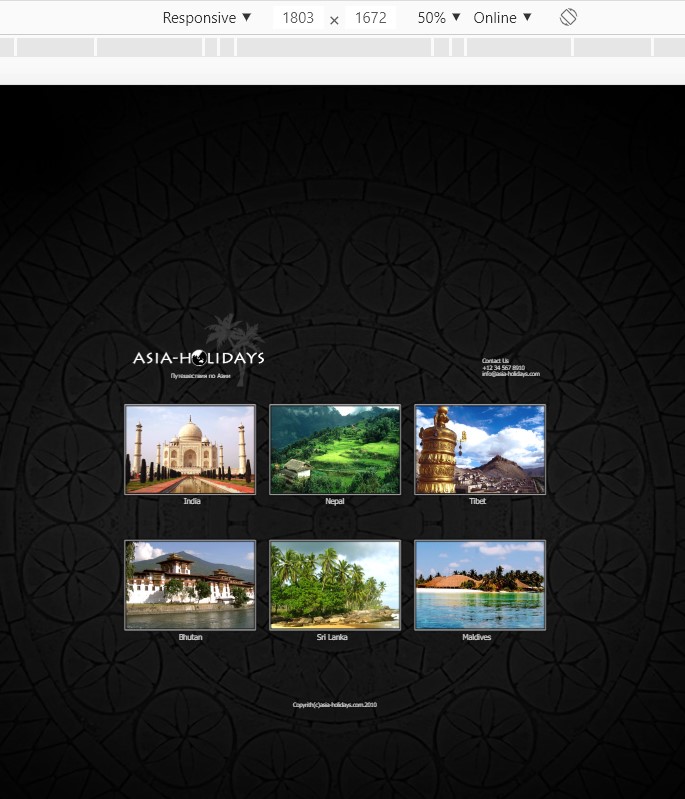 Responsive ▼ 1803 × 1672 50% ▼ Online ▼
ASIA-HOLIDAYS
Путешествия по Азии
Contact Us
+12 34 567 8910
info@asia-holidays.com
India Nepal Tibet
Bhutan Sri Lanka Maldives
Copyrith(c)asia-holidays.com.2010